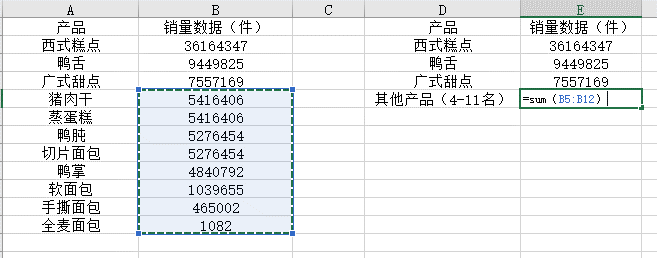 A B C D E
产品 销量数据（件） 产品 销量数据（件）
西式糕点 36164347 西式糕点 36164347
鸭舌 9449825 鸭舌 9449825
广式甜点 7557169 广式甜点 7557169
猪肉干 5416406 其他产品（4-11名） =sum（B5:B12）
蒸蛋糕 5416406
鸭肫 5276454
切片面包 5276454
鸭掌 4840792
软面包 1039655
手撕面包 465002
全麦面包 1082